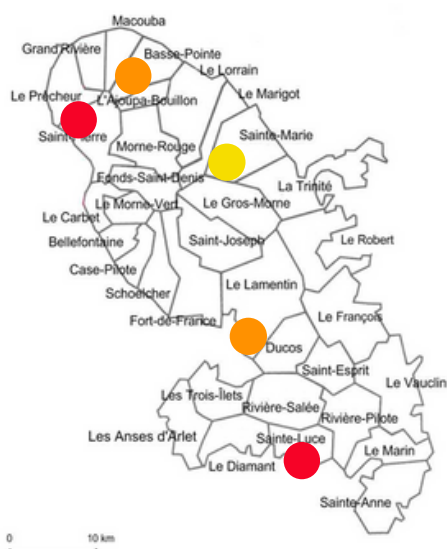 Macouba
Grand Rivière
Basse-Pointe
Le Lorrain
Le Prêcheur
L'Ajoupa-Bouillon
Le Marigot
Saint-Pierre
Sainte-Marie
Morne-Rouge
Fonds-Saint-Denis
La Trinité
Le Morne-Vert
Le Gros-Morne
Le Carbet
Bellefontaine
Saint-Joseph
Le Robert
Case-Pilote
Schoelcher
Le Lamentin
Fort-de-France
Le François
Ducos
Saint-Esprit
Le Vauclin
Les Trois-Îlets
Rivière-Salée
Rivière-Pilote
Les Anses d'Arlet
Sainte-Luce
Le Marin
Le Diamant
Sainte-Anne
0 10 km